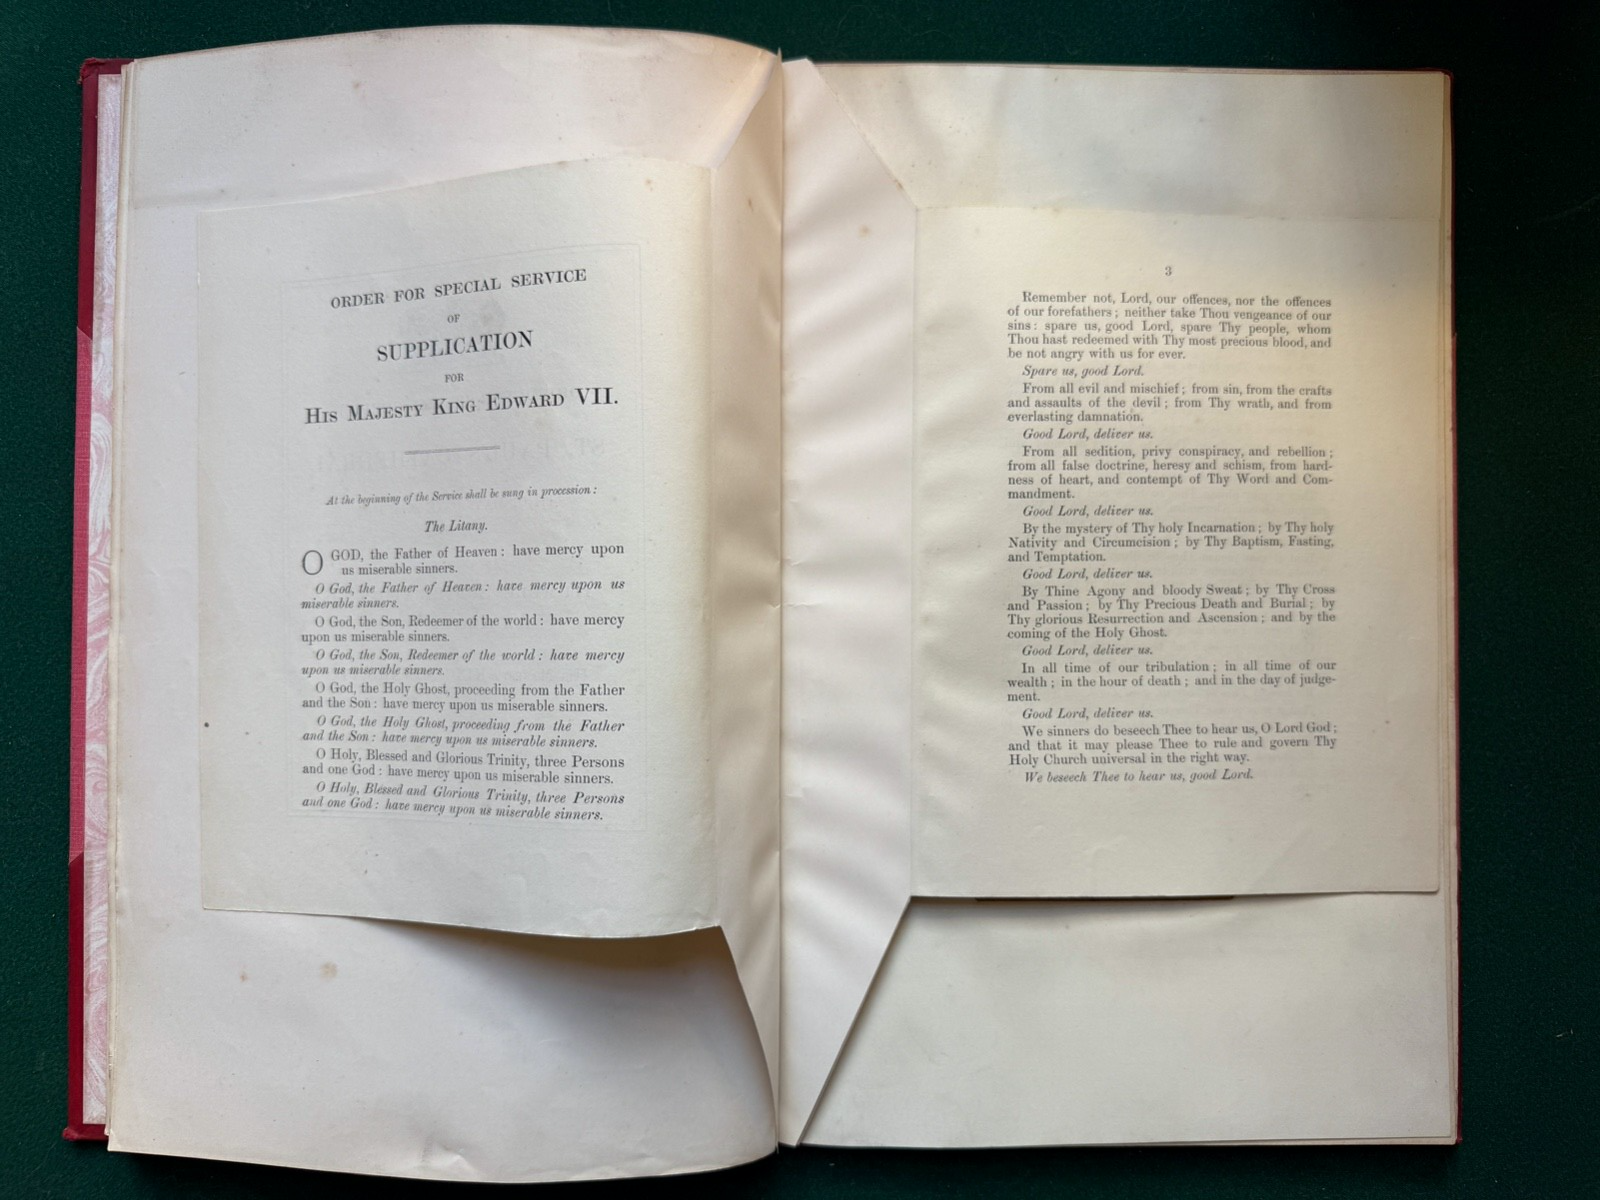 ORDER FOR SPECIAL SERVICE
OF
SUPPLICATION
FOR
HIS MAJESTY KING EDWARD VII.
At the beginning of the Service shall be sung in procession :
The Litany.
O GOD, the Father of Heaven : have mercy upon
us miserable sinners.
O God, the Father of Heaven : have mercy upon us
miserable sinners.
O God, the Son, Redeemer of the world : have mercy
upon us miserable sinners.
O God, the Son, Redeemer of the world : have mercy
upon us miserable sinners.
O God, the Holy Ghost, proceeding from the Father
and the Son : have mercy upon us miserable sinners.
O God, the Holy Ghost, proceeding from the Father
and the Son : have mercy upon us miserable sinners.
O Holy, Blessed and Glorious Trinity, three Persons
and one God : have mercy upon us miserable sinners.
O Holy, Blessed and Glorious Trinity, three Persons
and one God : have mercy upon us miserable sinners.
3
Remember not, Lord, our offences, nor the offences
of our forefathers ; neither take Thou vengeance of our
sins : spare us, good Lord, spare Thy people, whom
Thou hast redeemed with Thy most precious blood, and
be not angry with us for ever.
Spare us, good Lord.
From all evil and mischief ; from sin, from the crafts
and assaults of the devil ; from Thy wrath, and from
everlasting damnation.
Good Lord, deliver us.
From all sedition, privy conspiracy, and rebellion ;
from all false doctrine, heresy and schism, from hard-
ness of heart, and contempt of Thy Word and Com-
mandment.
Good Lord, deliver us.
By the mystery of Thy holy Incarnation ; by Thy holy
Nativity and Circumcision ; by Thy Baptism, Fasting,
and Temptation.
Good Lord, deliver us.
By Thine Agony and bloody Sweat ; by Thy Cross
and Passion ; by Thy Precious Death and Burial ; by
Thy glorious Resurrection and Ascension ; and by the
coming of the Holy Ghost.
Good Lord, deliver us.
In all time of our tribulation ; in all time of our
wealth ; in the hour of death ; and in the day of judge-
ment.
Good Lord, deliver us.
We sinners do beseech Thee to hear us, O Lord God ;
and that it may please Thee to rule and govern Thy
Holy Church universal in the right way.
We beseech Thee to hear us, good Lord.